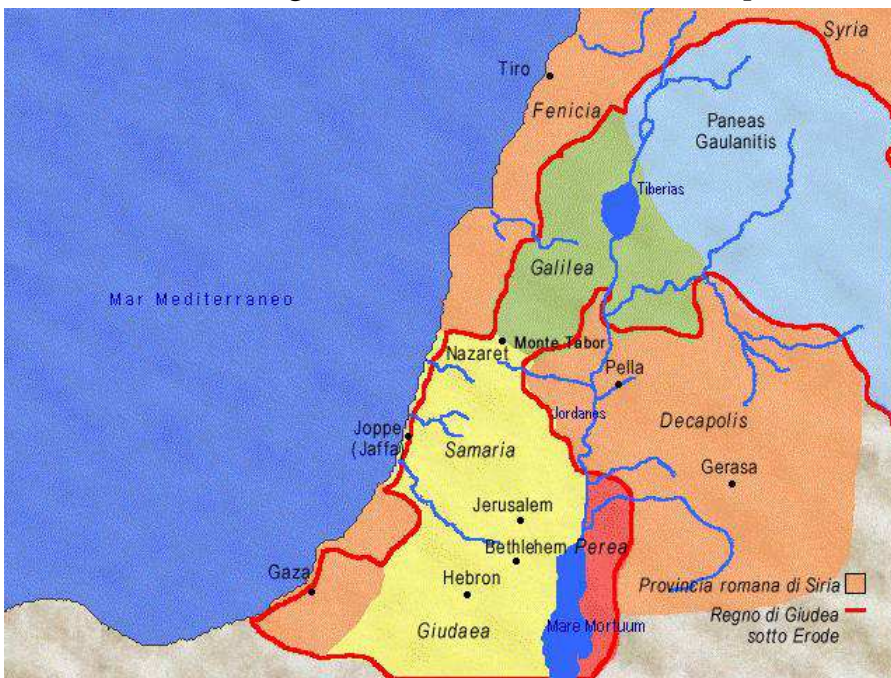 Syria
Tiro
Fenicia
Paneas
Gaulanitis
Tiberias
Galilea
Mar Mediterraneo
Nazaret
Monte Tabor
Pella
Jordanes
Joppe
(Jaffa)
Samaria
Decapolis
Gerasa
Jerusalem
Bethlehem
Perea
Gaza
Hebron
Provincia romana di Siria
Giudaea
Mare Mortuum
Regno di Giudea
sotto Erode